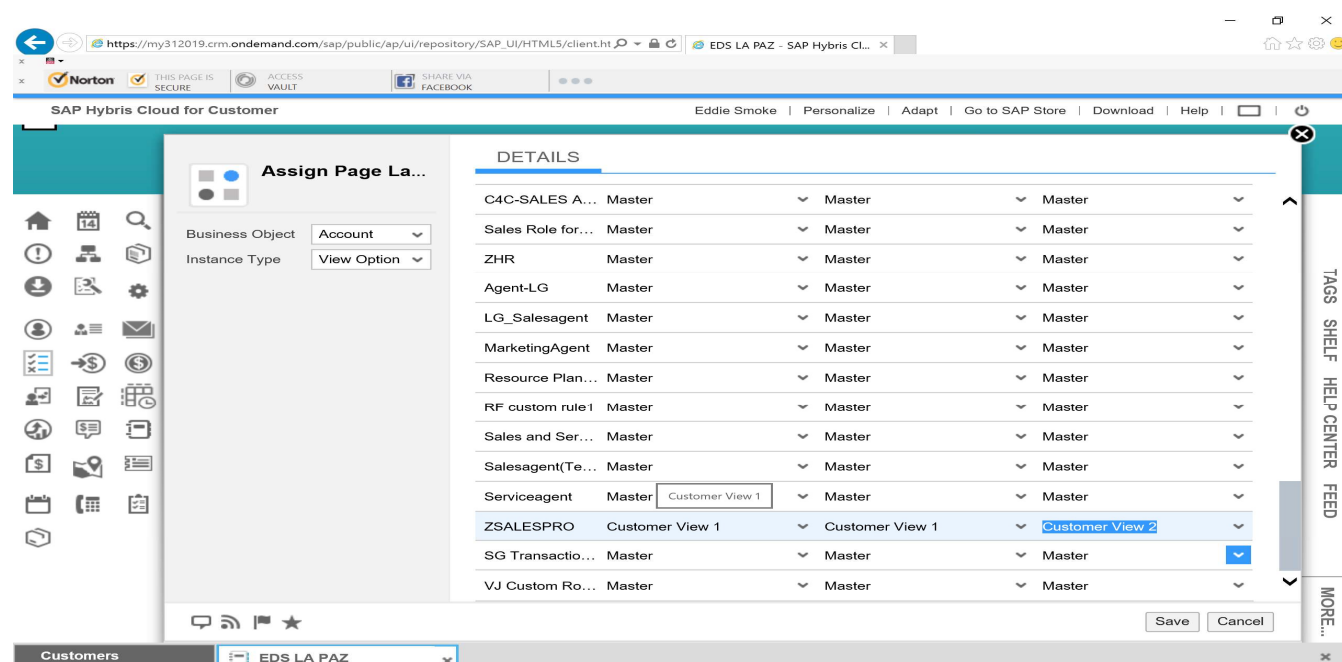 https://my312019.crm.ondemand.com/sap/public/ap/ui/repository/SAP_UI/HTML5/client.ht
EDS LA PAZ - SAP Hybris Cl... ×
Norton
THIS PAGE IS SECURE
ACCESS VAULT
SHARE VIA FACEBOOK
SAP Hybris Cloud for Customer
Eddie Smoke | Personalize | Adapt | Go to SAP Store | Download | Help
Assign Page La...
DETAILS
Business Object Account
Instance Type View Option
C4C-SALES A... Master Master Master
Sales Role for... Master Master Master
ZHR Master Master Master
Agent-LG Master Master Master
LG_Salesagent Master Master Master
MarketingAgent Master Master Master
Resource Plan... Master Master Master
RF custom rule1 Master Master Master
Sales and Ser... Master Master Master
Salesagent(Te... Master Master Master
Serviceagent Master Customer View 1 Master Master
ZSALESPRO Customer View 1 Customer View 1 Customer View 2
SG Transactio... Master Master Master
VJ Custom Ro... Master Master Master
14
TAGS
SHELF
HELP CENTER
FEED
MORE...
Save Cancel
Customers
EDS LA PAZ